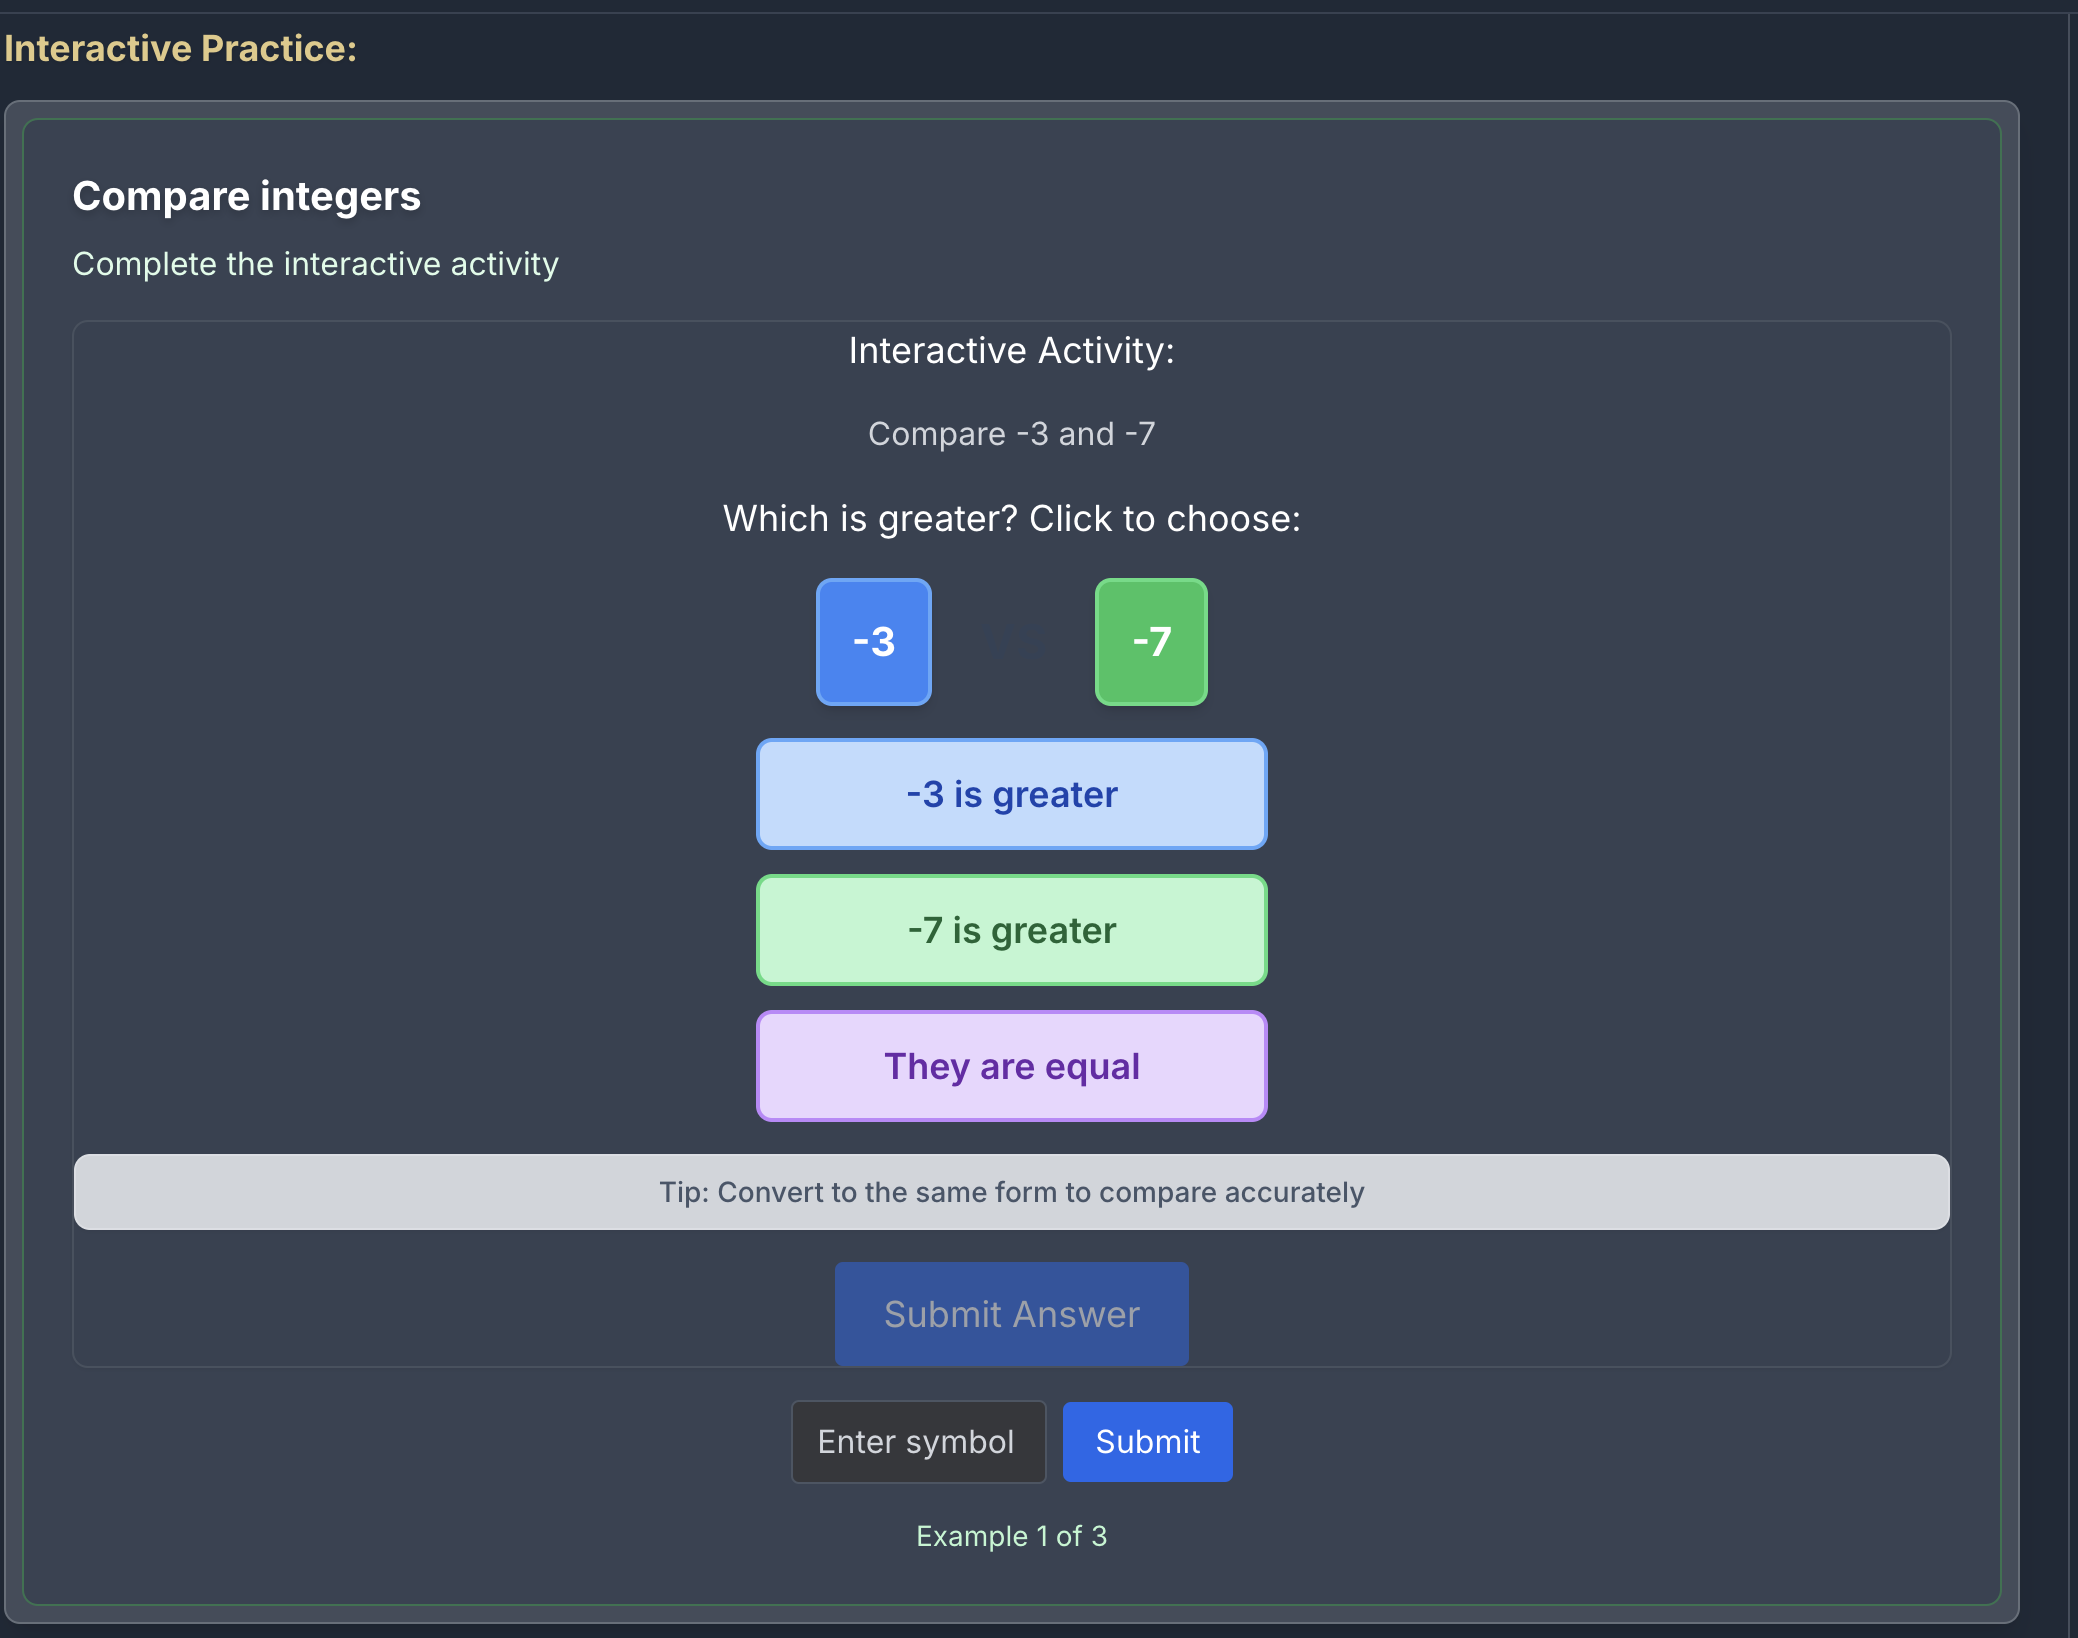 Interactive Practice:
Compare integers
Complete the interactive activity
Interactive Activity:
Compare -3 and -7
Which is greater? Click to choose:
-3
-7
-3 is greater
-7 is greater
They are equal
Tip: Convert to the same form to compare accurately
Submit Answer
Enter symbol
Submit
Example 1 of 3